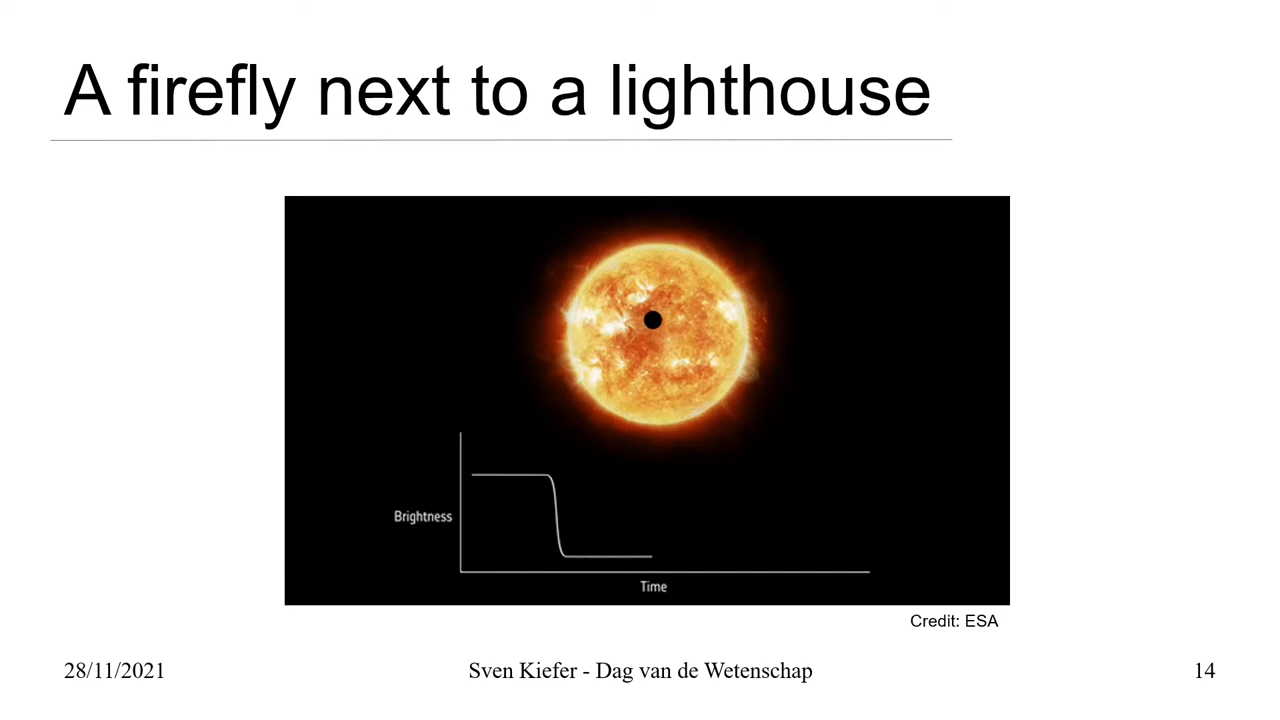 A firefly next to a lighthouse
Brightness
Time
Credit: ESA
28/11/2021
Sven Kiefer - Dag van de Wetenschap
14